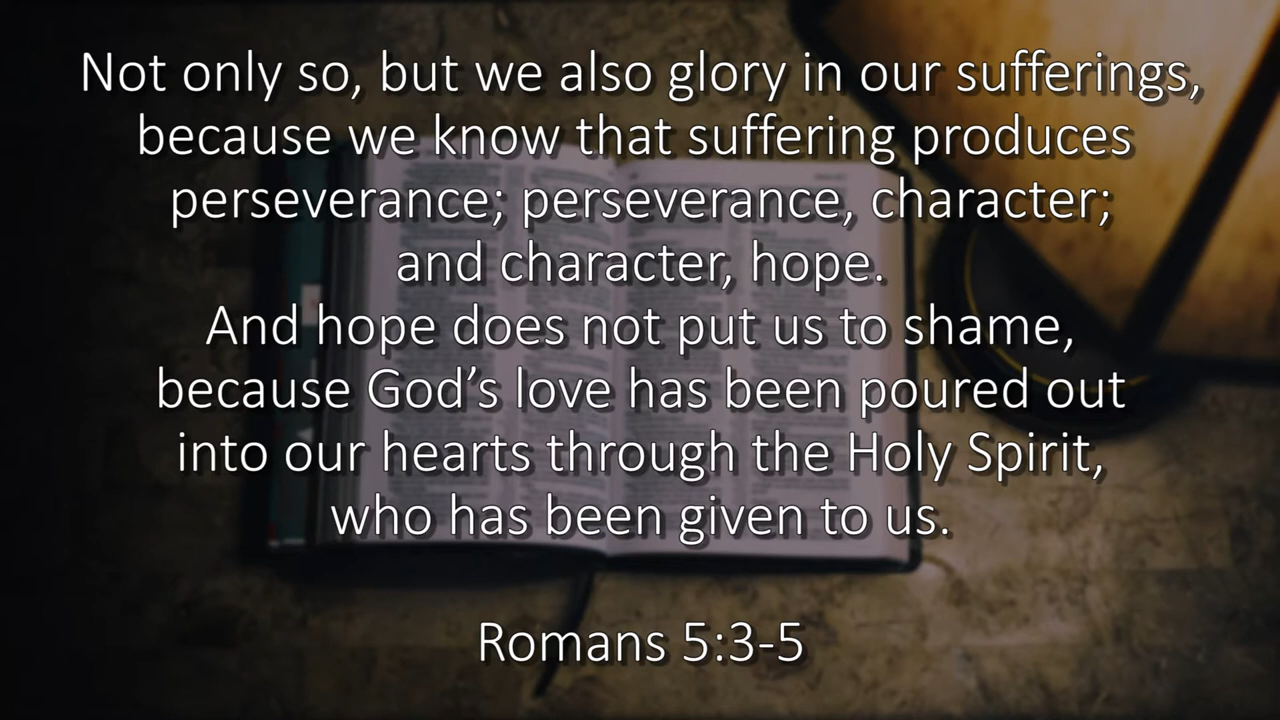 Not only so, but we also glory in our sufferings,
because we know that suffering produces
perseverance; perseverance, character;
and character, hope.
And hope does not put us to shame,
because God’s love has been poured out
into our hearts through the Holy Spirit,
who has been given to us.
Romans 5:3-5